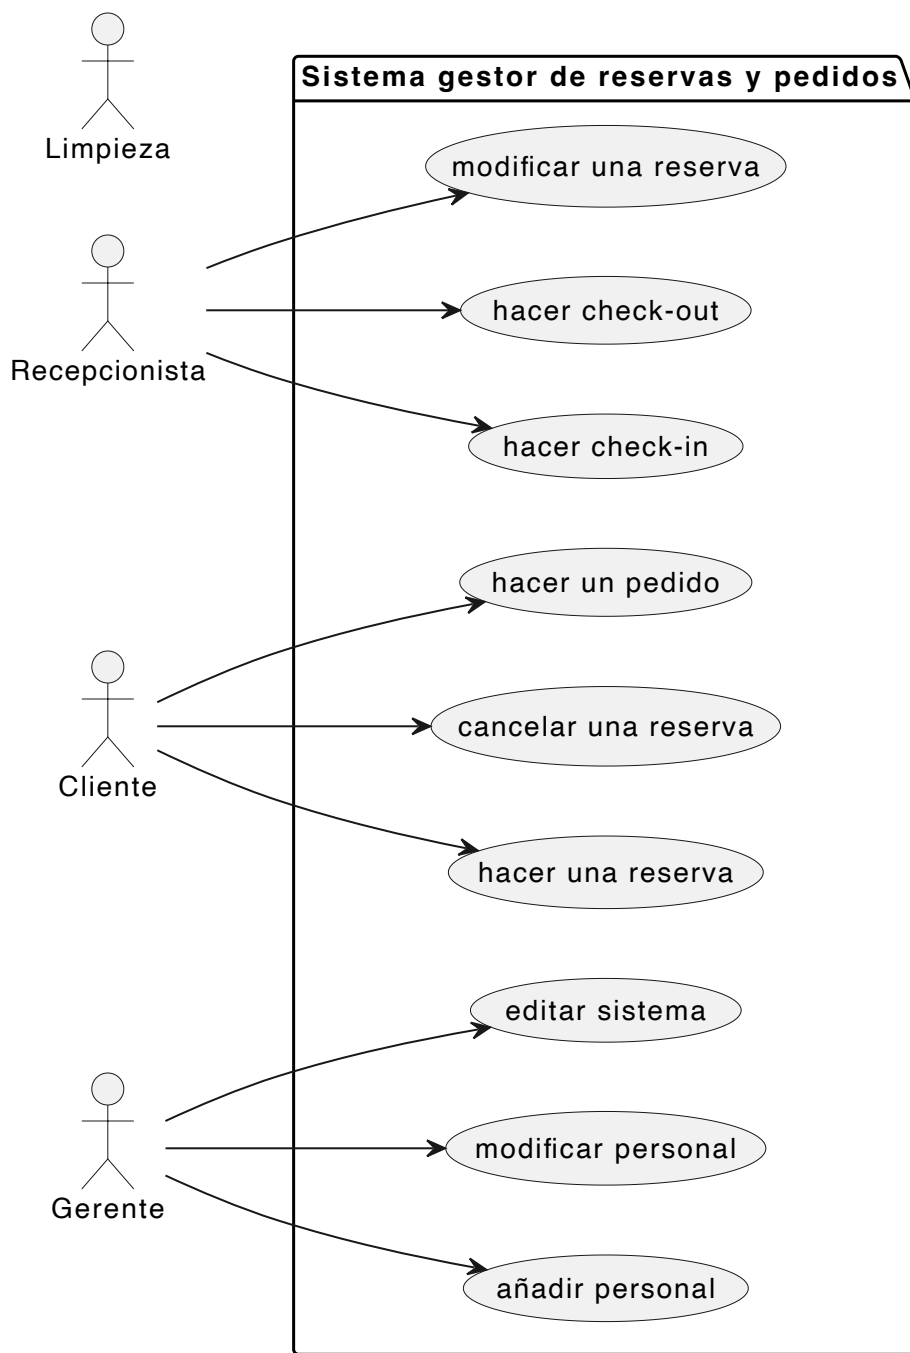 Limpieza
Sistema gestor de reservas y pedidos
modificar una reserva
Recepcionista
hacer check-out
hacer check-in
hacer un pedido
Cliente
cancelar una reserva
hacer una reserva
editar sistema
Gerente
modificar personal
añadir personal